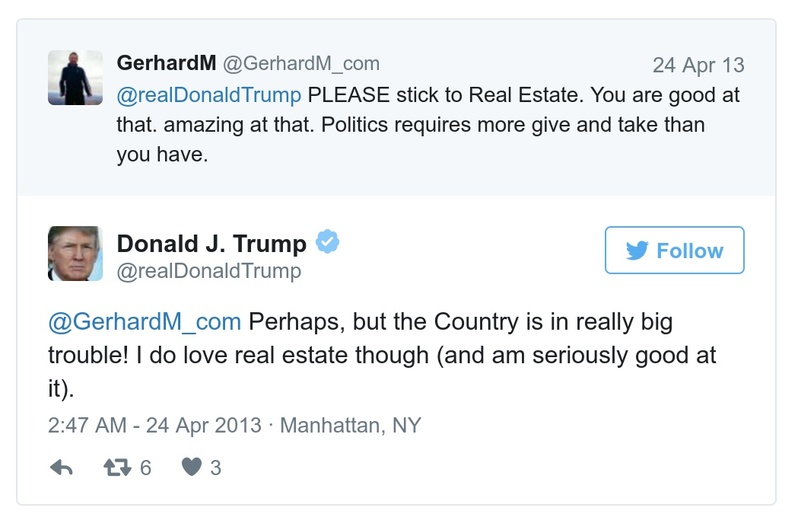 GerhardM @GerhardM_com 24 Apr 13
@realDonaldTrump PLEASE stick to Real Estate. You are good at
that. amazing at that. Politics requires more give and take than
you have.
Donald J. Trump
@realDonaldTrump
Follow
@GerhardM_com Perhaps, but the Country is in really big
trouble! I do love real estate though (and am seriously good at
it).
2:47 AM - 24 Apr 2013 · Manhattan, NY
6 3